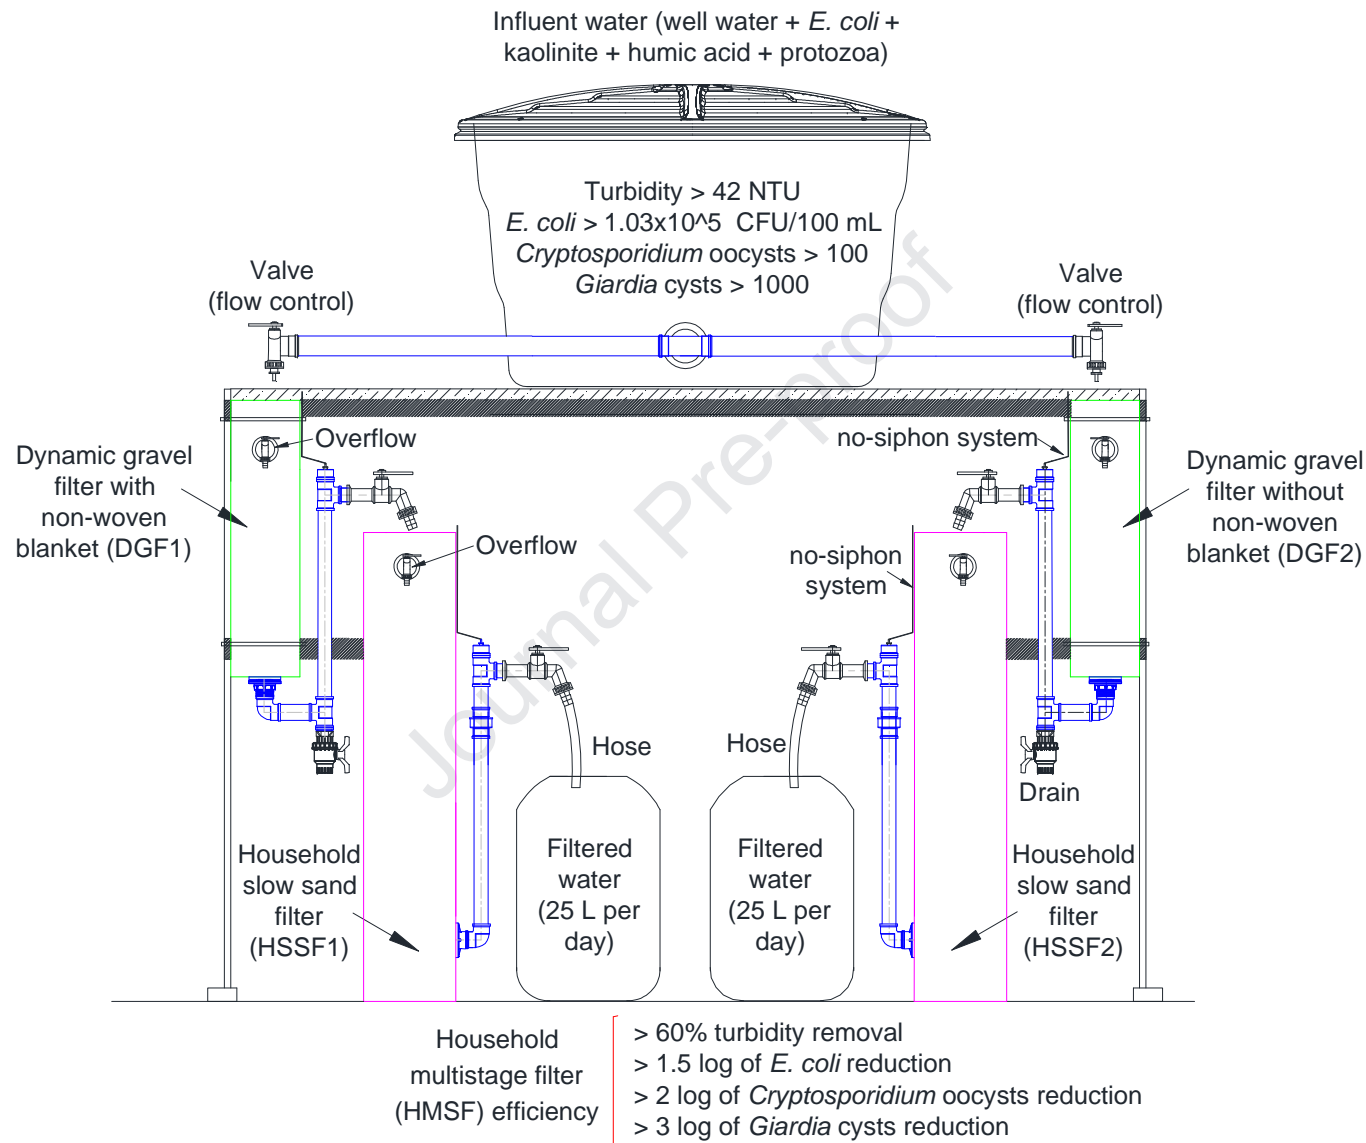 Influent water (well water + E. coli +
kaolinite + humic acid + protozoa)
Turbidity > 42 NTU
E. coli > 1.03x10^5 CFU/100 mL
Cryptosporidium oocysts > 100
Giardia cysts > 1000
Valve
(flow control)
Valve
(flow control)
Overflow
no-siphon system
Dynamic gravel
filter with
non-woven
blanket (DGF1)
Dynamic gravel
filter without
non-woven
blanket (DGF2)
Overflow
no-siphon
system
Hose
Hose
Drain
Household
slow sand
filter
(HSSF1)
Filtered
water
(25 L per
day)
Filtered
water
(25 L per
day)
Household
slow sand
filter
(HSSF2)
Journal Pre-proof
Household
multistage filter
(HMSF) efficiency
> 60% turbidity removal
> 1.5 log of E. coli reduction
> 2 log of Cryptosporidium oocysts reduction
> 3 log of Giardia cysts reduction